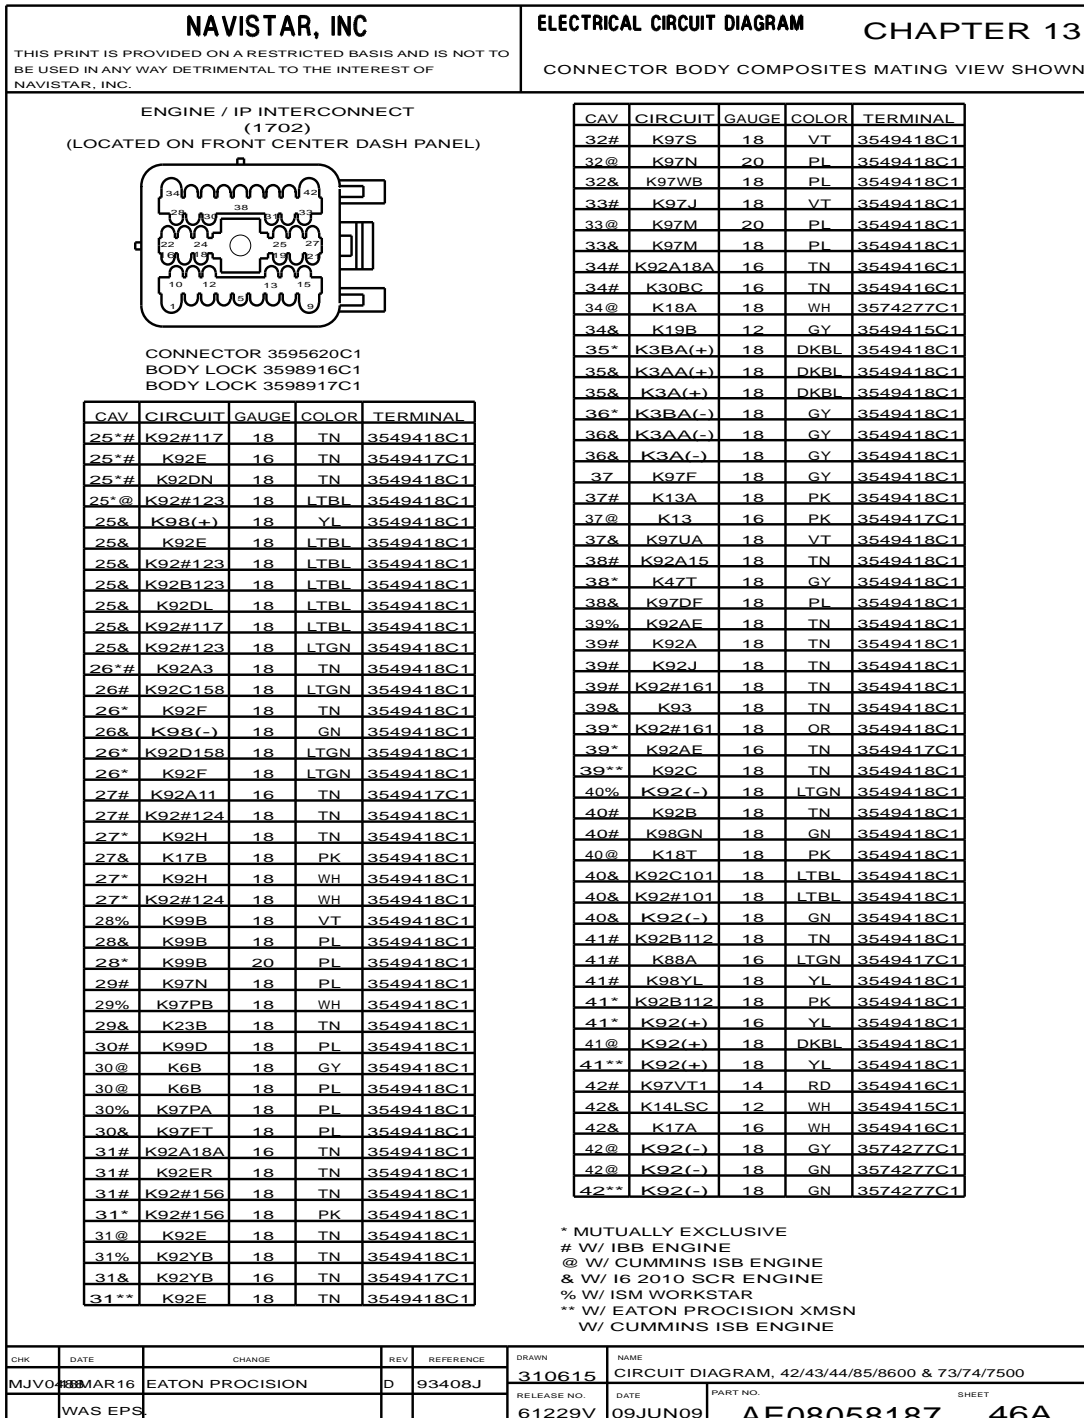 NAVISTAR, INC
THIS PRINT IS PROVIDED ON A RESTRICTED BASIS AND IS NOT TO
BE USED IN ANY WAY DETRIMENTAL TO THE INTEREST OF
NAVISTAR, INC.
ELECTRICAL CIRCUIT DIAGRAM CHAPTER 13
CONNECTOR BODY COMPOSITES MATING VIEW SHOWN
ENGINE / IP INTERCONNECT
(1702)
(LOCATED ON FRONT CENTER DASH PANEL)
34 42
38
28 30 31 33
22 24 25 27
16 18 19 21
10 12 13 15
1 5 9
CONNECTOR 3595620C1
BODY LOCK 3598916C1
BODY LOCK 3598917C1
CAV CIRCUIT GAUGE COLOR TERMINAL
25*# K92#117 18 TN 3549418C1
25*# K92E 16 TN 3549417C1
25*# K92DN 18 TN 3549418C1
25*@ K92#123 18 LTBL 3549418C1
25& K98(+) 18 YL 3549418C1
25& K92E 18 LTBL 3549418C1
25& K92#123 18 LTBL 3549418C1
25& K92B123 18 LTBL 3549418C1
25& K92DL 18 LTBL 3549418C1
25& K92#117 18 LTBL 3549418C1
25& K92#123 18 LTGN 3549418C1
26*# K92A3 18 TN 3549418C1
26# K92C158 18 LTGN 3549418C1
26* K92F 18 TN 3549418C1
26& K98(-) 18 GN 3549418C1
26* K92D158 18 LTGN 3549418C1
26* K92F 18 LTGN 3549418C1
27# K92A11 16 TN 3549417C1
27# K92#124 18 TN 3549418C1
27* K92H 18 TN 3549418C1
27& K17B 18 PK 3549418C1
27* K92H 18 WH 3549418C1
27* K92#124 18 WH 3549418C1
28% K99B 18 VT 3549418C1
28& K99B 18 PL 3549418C1
28* K99B 20 PL 3549418C1
29# K97N 18 PL 3549418C1
29% K97PB 18 WH 3549418C1
29& K23B 18 TN 3549418C1
30# K99D 18 PL 3549418C1
30@ K6B 18 GY 3549418C1
30@ K6B 18 PL 3549418C1
30% K97PA 18 PL 3549418C1
30& K97FT 18 PL 3549418C1
31# K92A18A 16 TN 3549418C1
31# K92ER 18 TN 3549418C1
31# K92#156 18 TN 3549418C1
31* K92#156 18 PK 3549418C1
31@ K92E 18 TN 3549418C1
31% K92YB 18 TN 3549418C1
31& K92YB 16 TN 3549417C1
31** K92E 18 TN 3549418C1
CAV CIRCUIT GAUGE COLOR TERMINAL
32# K97S 18 VT 3549418C1
32@ K97N 20 PL 3549418C1
32& K97WB 18 PL 3549418C1
33# K97J 18 VT 3549418C1
33@ K97M 20 PL 3549418C1
33& K97M 18 PL 3549418C1
34# K92A18A 16 TN 3549416C1
34# K30BC 16 TN 3549416C1
34@ K18A 18 WH 3574277C1
34& K19B 12 GY 3549415C1
35* K3BA(+) 18 DKBL 3549418C1
35& K3AA(+) 18 DKBL 3549418C1
35& K3A(+) 18 DKBL 3549418C1
36* K3BA(-) 18 GY 3549418C1
36& K3AA(-) 18 GY 3549418C1
36& K3A(-) 18 GY 3549418C1
37 K97F 18 GY 3549418C1
37# K13A 18 PK 3549418C1
37@ K13 16 PK 3549417C1
37& K97UA 18 VT 3549418C1
38# K92A15 18 TN 3549418C1
38* K47T 18 GY 3549418C1
38& K97DF 18 PL 3549418C1
39% K92AE 18 TN 3549418C1
39# K92A 18 TN 3549418C1
39# K92J 18 TN 3549418C1
39# K92#161 18 TN 3549418C1
39& K93 18 TN 3549418C1
39* K92#161 18 OR 3549418C1
39* K92AE 16 TN 3549417C1
39** K92C 18 TN 3549418C1
40% K92(-) 18 LTGN 3549418C1
40# K92B 18 TN 3549418C1
40# K98GN 18 GN 3549418C1
40@ K18T 18 PK 3549418C1
40& K92C101 18 LTBL 3549418C1
40& K92#101 18 LTBL 3549418C1
40& K92(-) 18 GN 3549418C1
41# K92B112 18 TN 3549418C1
41# K88A 16 LTGN 3549417C1
41# K98YL 18 YL 3549418C1
41* K92B112 18 PK 3549418C1
41* K92(+) 16 YL 3549418C1
41@ K92(+) 18 DKBL 3549418C1
41** K92(+) 18 YL 3549418C1
42# K97VT1 14 RD 3549416C1
42& K14LSC 12 WH 3549415C1
42& K17A 16 WH 3549416C1
42@ K92(-) 18 GY 3574277C1
42@ K92(-) 18 GN 3574277C1
42** K92(-) 18 GN 3574277C1
* MUTUALLY EXCLUSIVE
# W/ IBB ENGINE
@ W/ CUMMINS ISB ENGINE
& W/ I6 2010 SCR ENGINE
% W/ ISM WORKSTAR
** W/ EATON PROCISION XMSN
W/ CUMMINS ISB ENGINE
CHK DATE CHANGE REV REFERENCE
EATON PROCISION D 93408J
WAS EPS.
DRAWN
310615
NAME
CIRCUIT DIAGRAM, 42/43/44/85/8600 & 73/74/7500
RELEASE NO. DATE PART NO. SHEET
61229V 09JUN09 AE08058187 46A